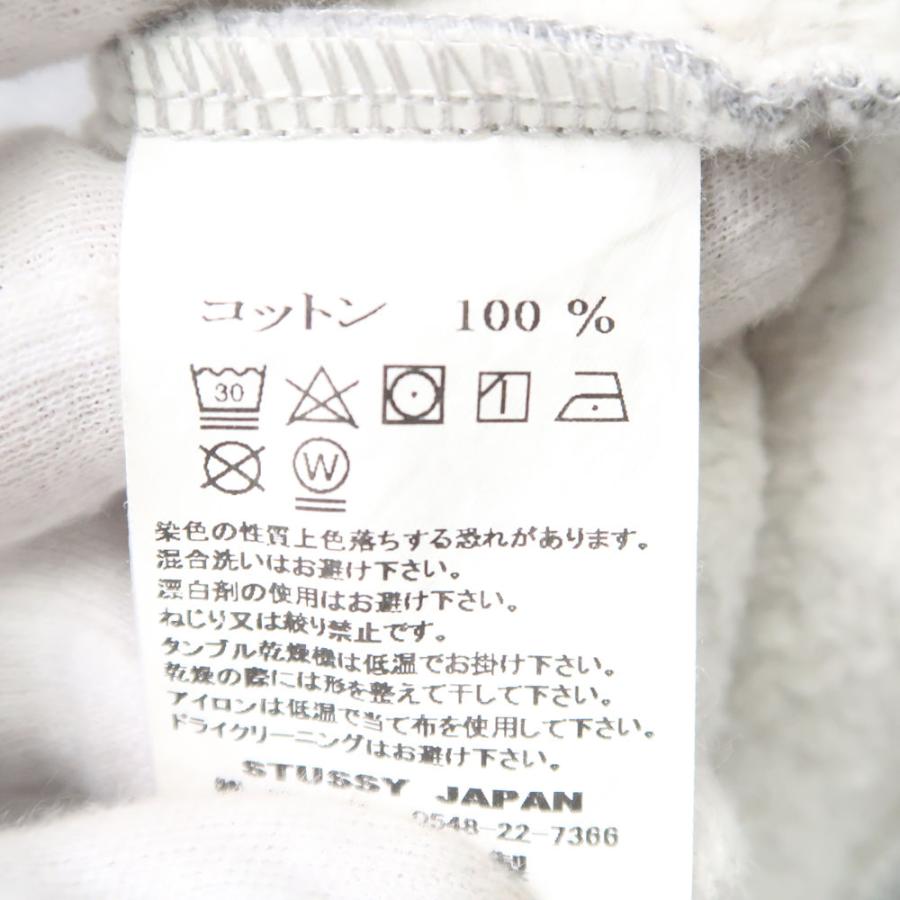 コットン 100 %
30
W
染色の性質上色落ちする恐れがあります。
混合洗いはお避け下さい。
漂白剤の使用はお避け下さい。
ねじり又は絞り禁止です。
タンブル乾燥機は低温でお掛け下さい。
乾燥の際には形を整えて干して下さい。
アイロンは低温で当て布を使用して下さい。
ドライクリーニングはお避け下さい。
STUSSY JAPAN
0548-22-7366
製